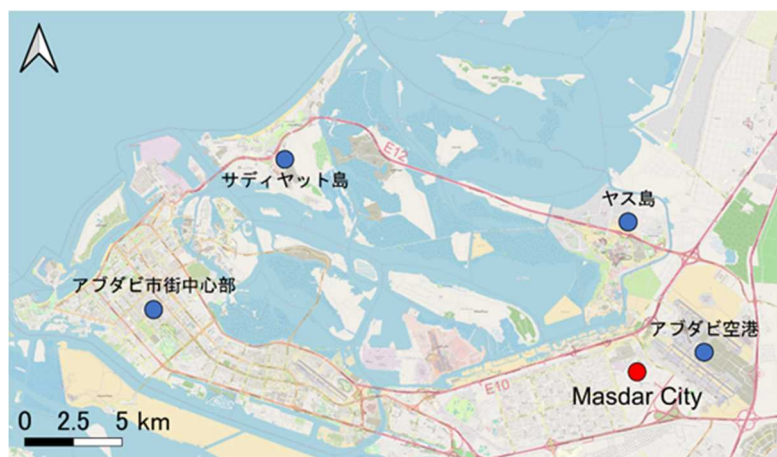 E12
サディヤット島
ヤス島
アブダビ市街中心部
アブダビ空港
E10
Masdar City
0 2.5 5 km